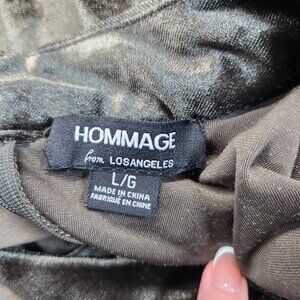 HOMMAGE
from LOSANGELES
L/G
MADE IN CHINA
FABRIQUÉ EN CHINE